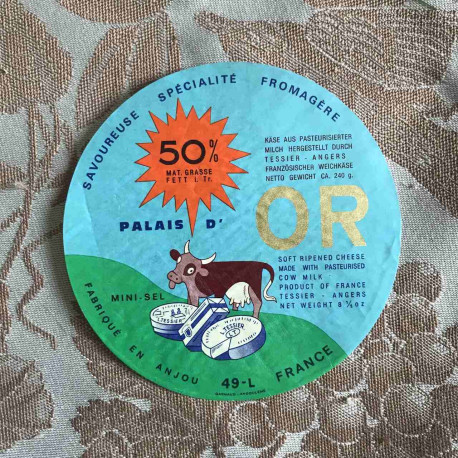 SAVOUREUSE SPÉCIALITÉ FROMAGÈRE
50%
MAT. GRASSE
FETT I. Tr.
KÄSE AUS PASTEURISIERTER
MILCH HERGESTELLT DURCH
TESSIER - ANGERS
FRANZÖSISCHER WEICHKÄSE
NETTO GEWICHT CA. 240 g.
PALAIS D'
OR
SOFT RIPENED CHEESE
MADE WITH PASTEURISED
COW MILK
PRODUCT OF FRANCE
TESSIER - ANGERS
NET WEIGHT 8 ½ oz
MINI-SEL
TESSIER
FABRIQUÉ EN ANJOU 49-L FRANCE